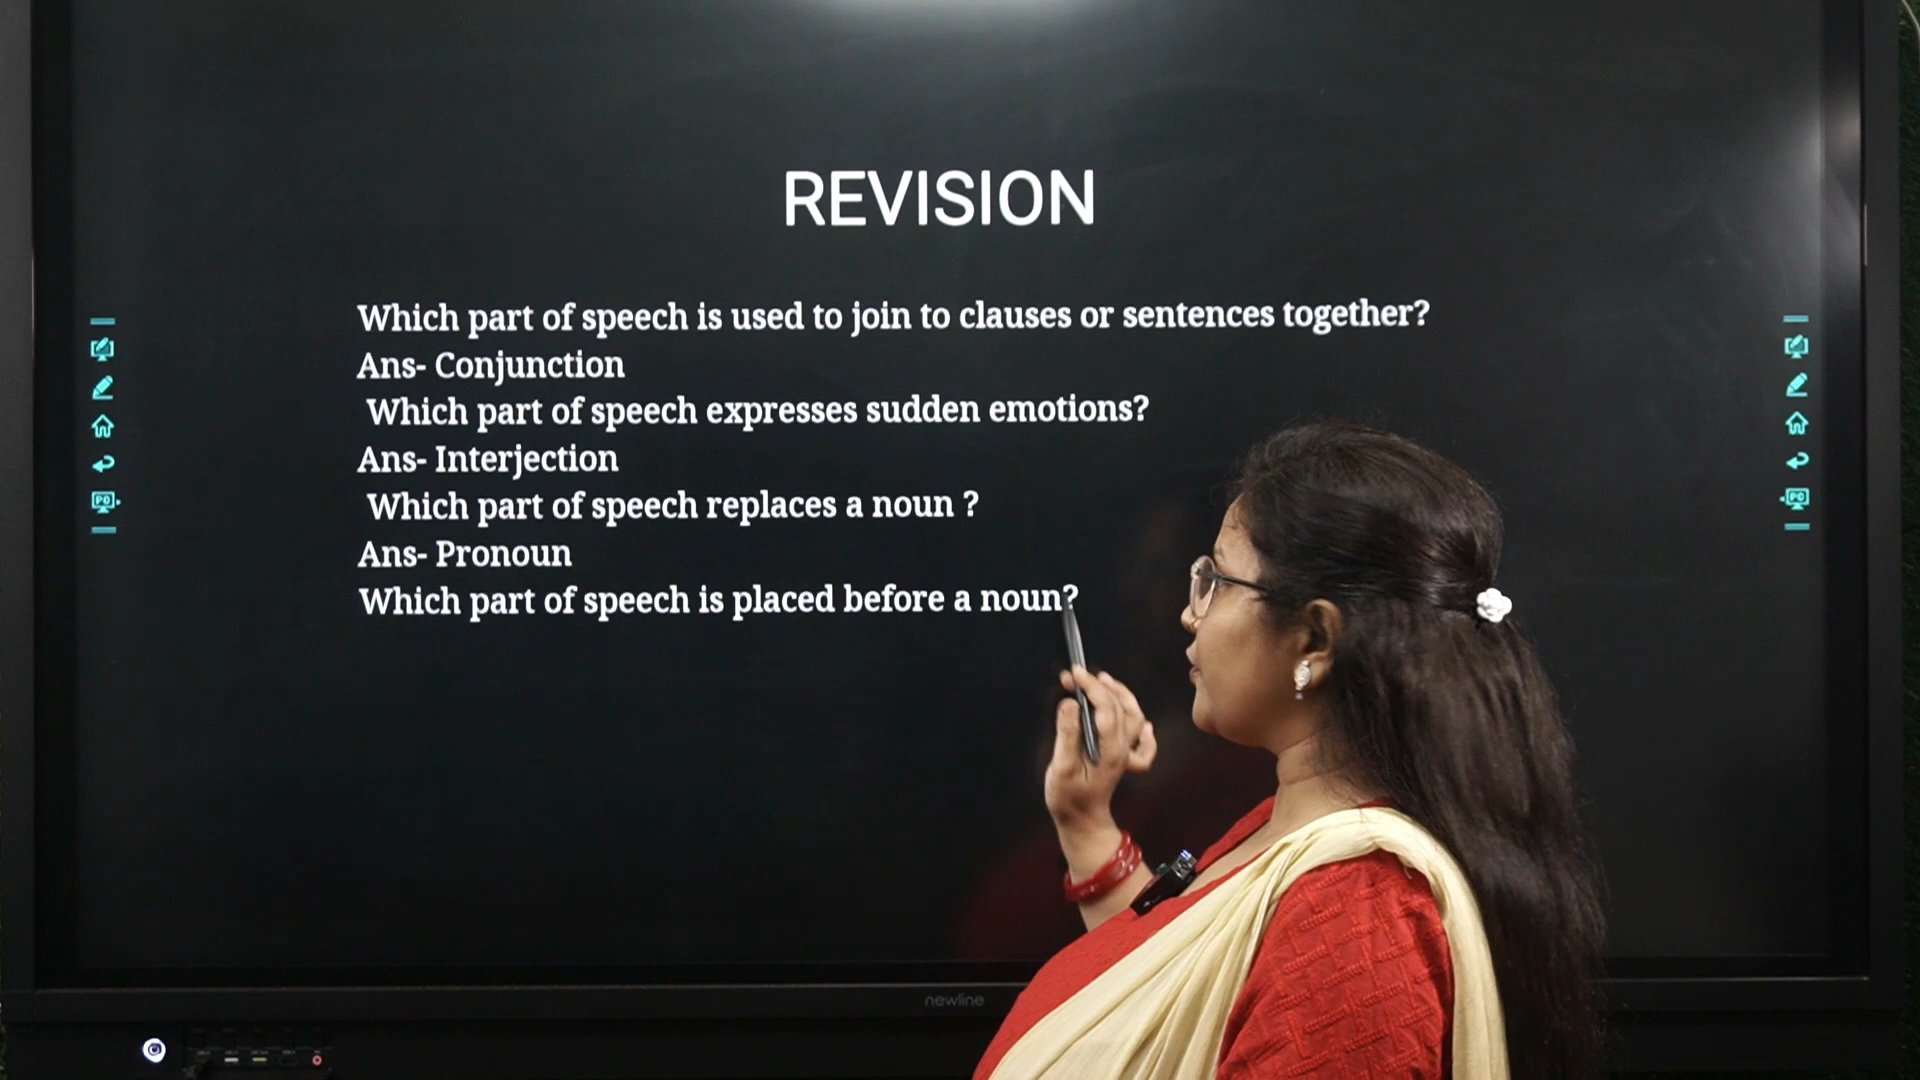 REVISION
Which part of speech is used to join to clauses or sentences together?
Ans- Conjunction
Which part of speech expresses sudden emotions?
Ans- Interjection
Which part of speech replaces a noun ?
Ans- Pronoun
Which part of speech is placed before a noun?
PC
PC
newline